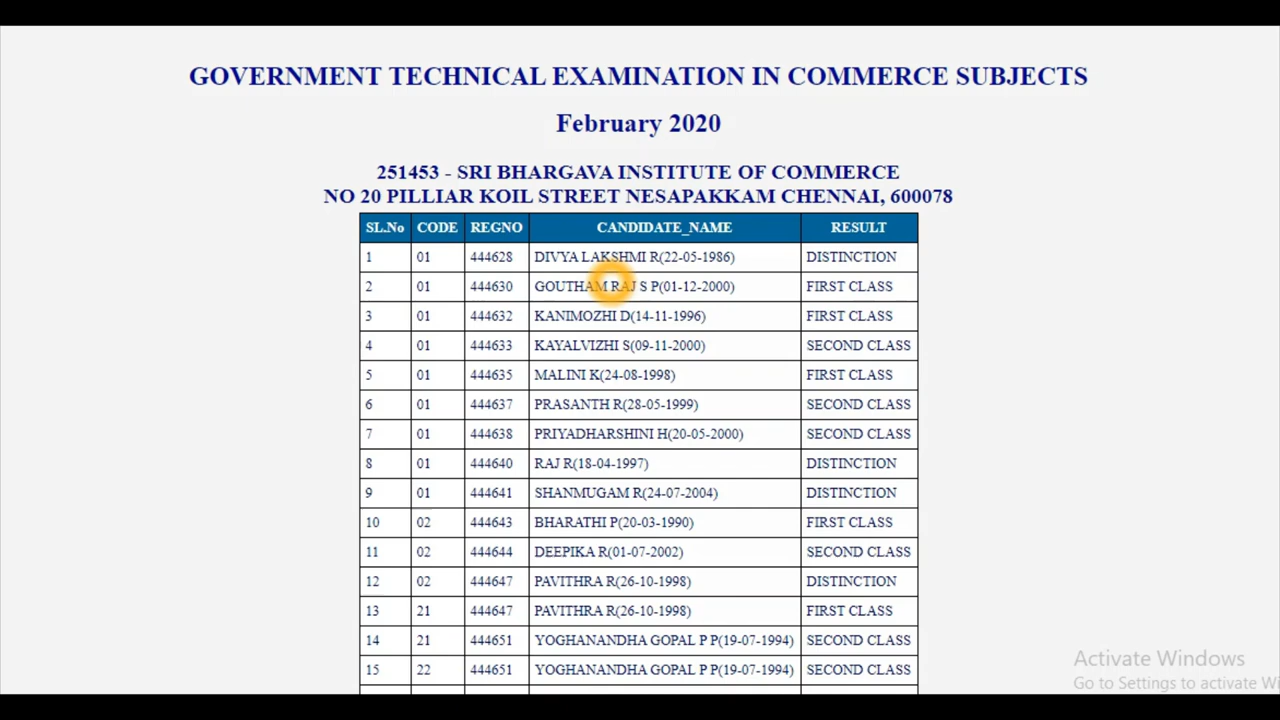 GOVERNMENT TECHNICAL EXAMINATION IN COMMERCE SUBJECTS
February 2020
251453 - SRI BHARGAVA INSTITUTE OF COMMERCE
NO 20 PILLIAR KOIL STREET NESAPAKKAM CHENNAI, 600078
SL.No CODE REGNO CANDIDATE_NAME RESULT
1 01 444628 DIVYA LAKSHMI R(22-05-1986) DISTINCTION
2 01 444630 GOUTHAM RAJ S P(01-12-2000) FIRST CLASS
3 01 444632 KANIMOZHI D(14-11-1996) FIRST CLASS
4 01 444633 KAYALVIZHI S(09-11-2000) SECOND CLASS
5 01 444635 MALINI K(24-08-1998) FIRST CLASS
6 01 444637 PRASANTH R(28-05-1999) SECOND CLASS
7 01 444638 PRIYADHARSHINI H(20-05-2000) SECOND CLASS
8 01 444640 RAJ R(18-04-1997) DISTINCTION
9 01 444641 SHANMUGAM R(24-07-2004) DISTINCTION
10 02 444643 BHARATHI P(20-03-1990) FIRST CLASS
11 02 444644 DEEPIKA R(01-07-2002) SECOND CLASS
12 02 444647 PAVITHRA R(26-10-1998) DISTINCTION
13 21 444647 PAVITHRA R(26-10-1998) FIRST CLASS
14 21 444651 YOGHANANDHA GOPAL P P(19-07-1994) SECOND CLASS
15 22 444651 YOGHANANDHA GOPAL P P(19-07-1994) SECOND CLASS
Activate Windows
Go to Settings to activate Wi